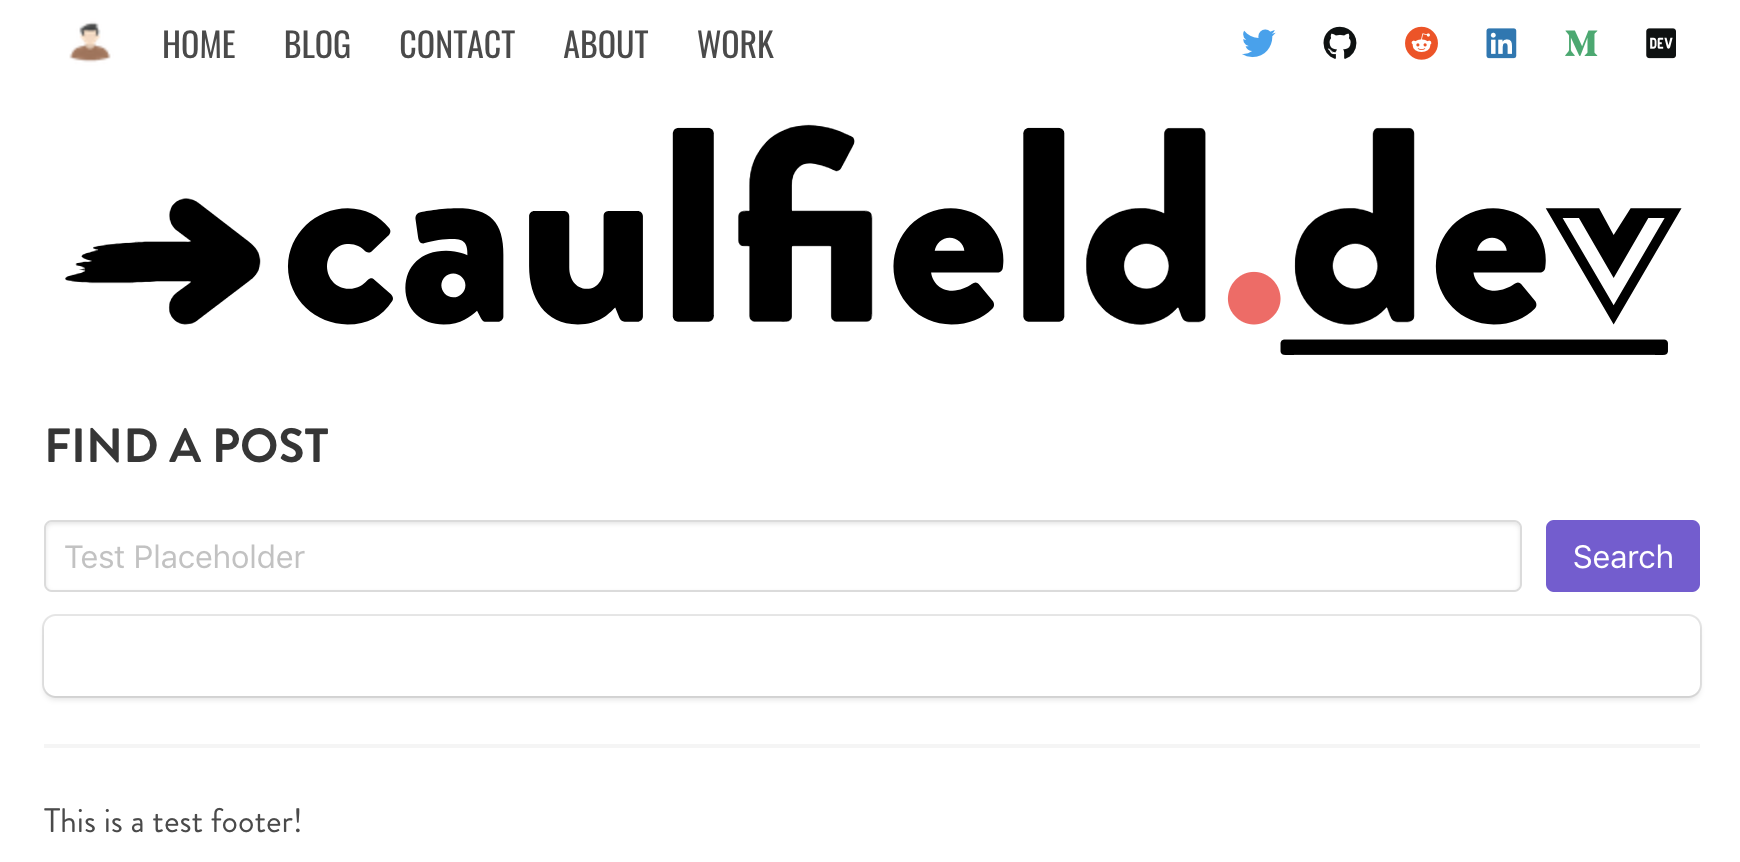 HOME BLOG CONTACT ABOUT WORK in M DEV
caulfield.dev
FIND A POST
Test Placeholder Search
This is a test footer!